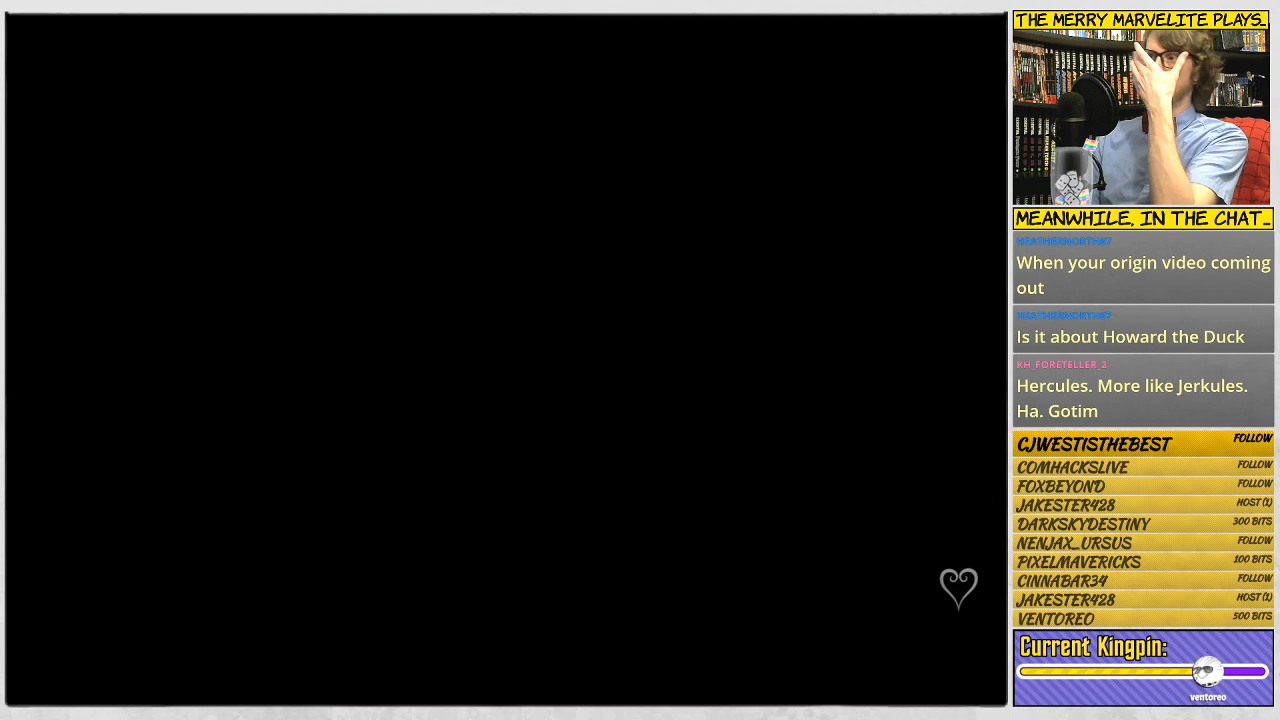 THE MERRY MARVELITE PLAYS...
MEANWHILE, IN THE CHAT...
HEATHERNORTH87
When your origin video coming
out
HEATHERNORTH87
Is it about Howard the Duck
KH_FORETELLER_2
Hercules. More like Jerkules.
Ha. Gotim
CJWESTISTHEBEST FOLLOW
COMHACKSLIVE FOLLOW
FOXBEYOND FOLLOW
JAKESTER428 HOST (1)
DARKSKYDESTINY 300 BITS
NENJAX_URSUS FOLLOW
PIXELMAVERICKS 100 BITS
CINNABAR34 FOLLOW
JAKESTER428 HOST (1)
VENTOREO 500 BITS
Current Kingpin:
ventoreo